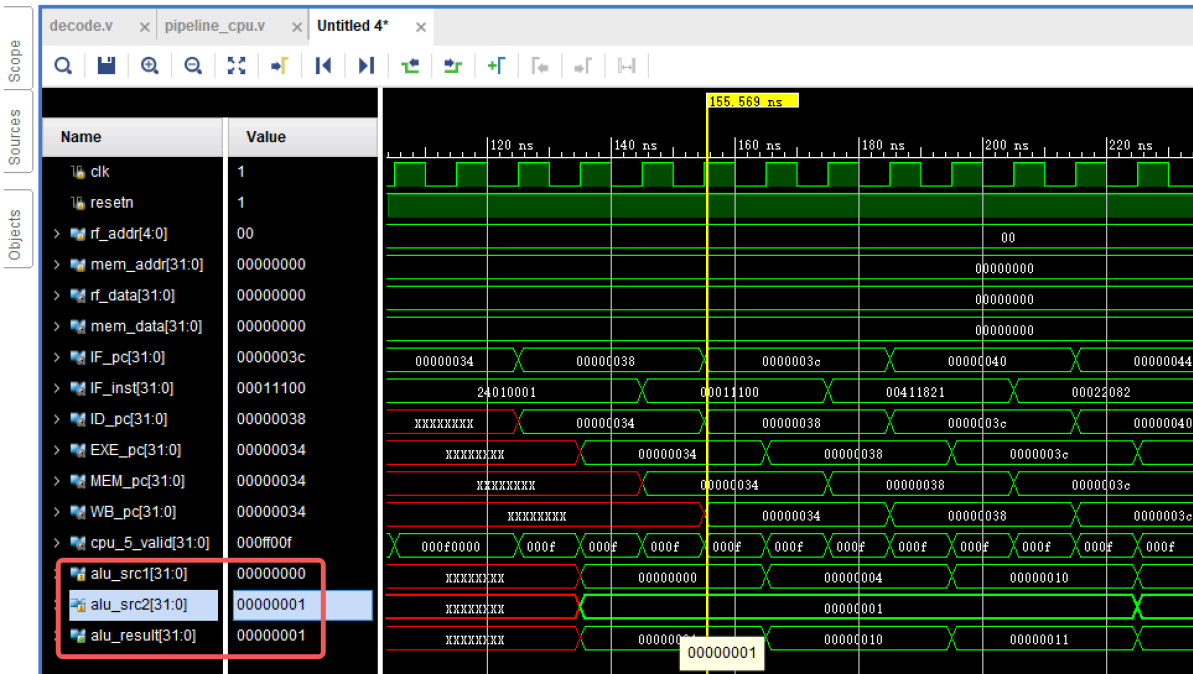 decode.v × pipeline_cpu.v × Untitled 4* ×
Scope
Sources
Objects
155.569 ns
Name Value
120 ns 140 ns 160 ns 180 ns 200 ns 220 ns
clk 1
resetn 1
> rf_addr[4:0] 00 00
> mem_addr[31:0] 00000000 00000000
> rf_data[31:0] 00000000 00000000
> mem_data[31:0] 00000000 00000000
> IF_pc[31:0] 0000003c 00000034 00000038 0000003c 00000040 00000044
> IF_inst[31:0] 00011100 24010001 00011100 00411821 00022082
> ID_pc[31:0] 00000038 XXXXXXXX 00000034 00000038 0000003c 00000040
> EXE_pc[31:0] 00000034 XXXXXXXX 00000034 00000038 0000003c
> MEM_pc[31:0] 00000034 XXXXXXXX 00000034 00000038 0000003c
> WB_pc[31:0] 00000034 XXXXXXXX 00000034 00000038 0000003c
> cpu_5_valid[31:0] 000ff00f 000f0000 000f 000f 000f 000f 000f 000f 000f 000f 000f 000f 000f
> alu_src1[31:0] 00000000 XXXXXXXX 00000000 00000004 00000010
alu_src2[31:0] 00000001 XXXXXXXX 00000001
> alu_result[31:0] 00000001 XXXXXXXX 00000010 00000011
00000001